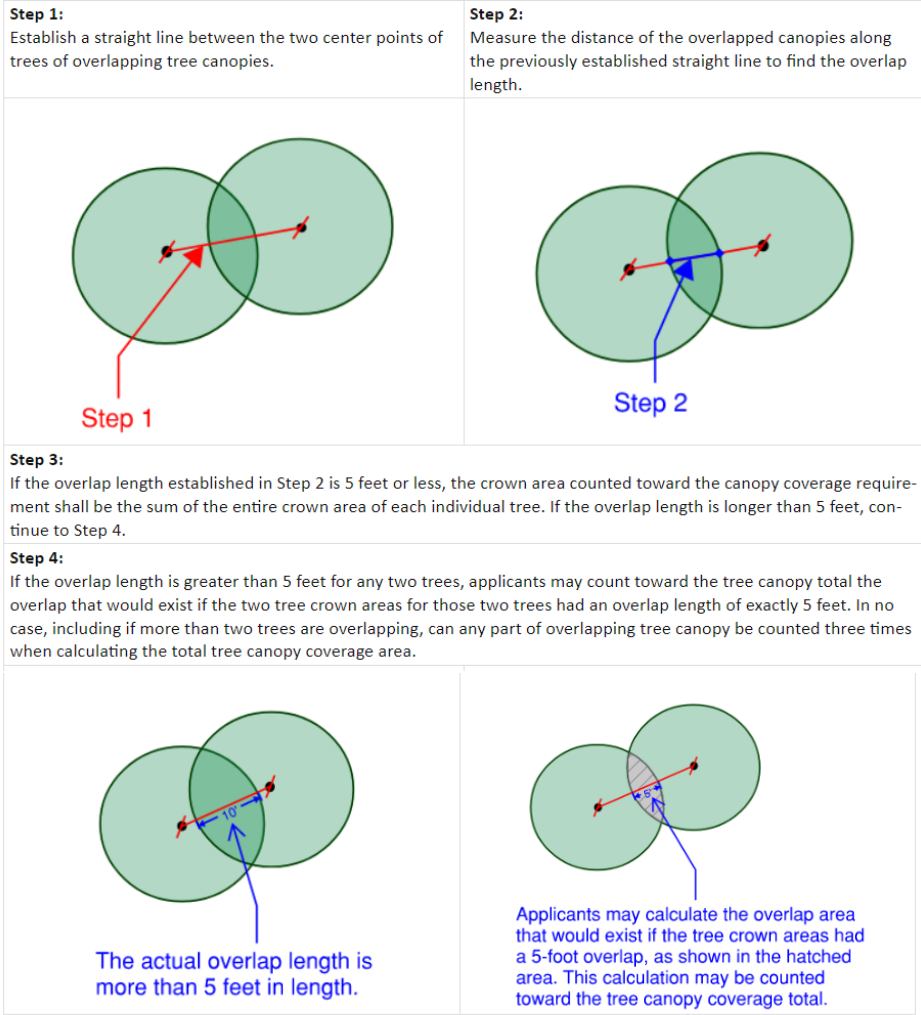 Step 1:
Establish a straight line between the two center points of
trees of overlapping tree canopies.
Step 2:
Measure the distance of the overlapped canopies along
the previously established straight line to find the overlap
length.
Step 1
Step 2
Step 3:
If the overlap length established in Step 2 is 5 feet or less, the crown area counted toward the canopy coverage require-
ment shall be the sum of the entire crown area of each individual tree. If the overlap length is longer than 5 feet, con-
tinue to Step 4.
Step 4:
If the overlap length is greater than 5 feet for any two trees, applicants may count toward the tree canopy total the
overlap that would exist if the two tree crown areas for those two trees had an overlap length of exactly 5 feet. In no
case, including if more than two trees are overlapping, can any part of overlapping tree canopy be counted three times
when calculating the total tree canopy coverage area.
10'
5'
The actual overlap length is
more than 5 feet in length.
Applicants may calculate the overlap area
that would exist if the tree crown areas had
a 5-foot overlap, as shown in the hatched
area. This calculation may be counted
toward the tree canopy coverage total.